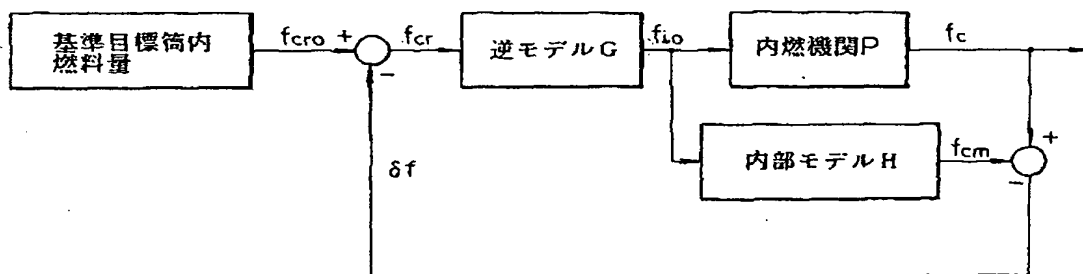 基準目標筒内
燃料量
fcro
+
-
fcr
逆モデルG
fio
内燃機関P
fc
内部モデルH
fcm
+
-
δf